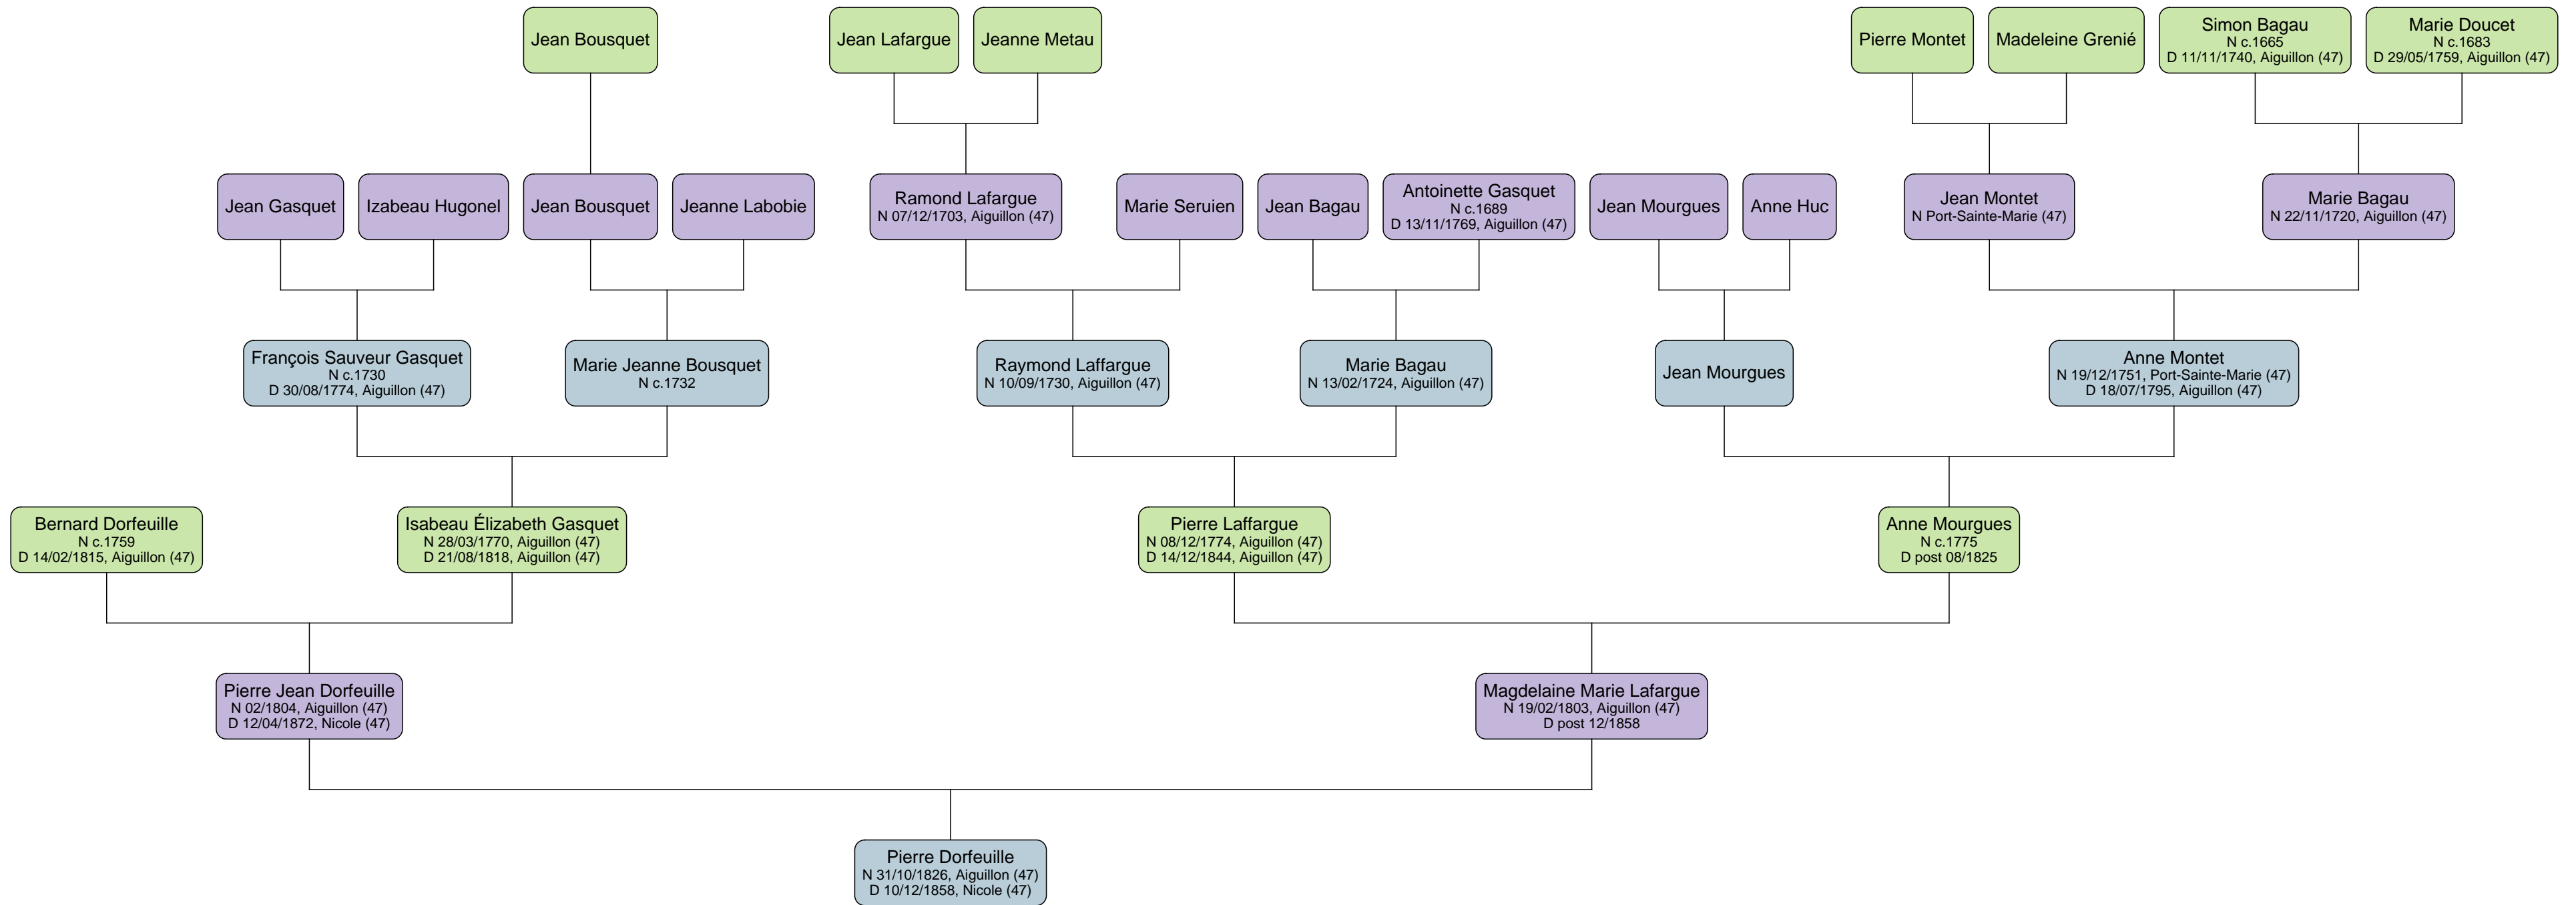 Jean Bousquet
Jean Lafargue
Jeanne Metau
Pierre Montet
Madeleine Grenié
Simon Bagau
N c.1665
D 11/11/1740, Aiguillon (47)
Marie Doucet
N c.1683
D 29/05/1759, Aiguillon (47)
Jean Gasquet
Izabeau Hugonel
Jean Bousquet
Jeanne Labobie
Ramond Lafargue
N 07/12/1703, Aiguillon (47)
Marie Seruien
Jean Bagau
Antoinette Gasquet
N c.1689
D 13/11/1769, Aiguillon (47)
Jean Mourgues
Anne Huc
Jean Montet
N Port-Sainte-Marie (47)
Marie Bagau
N 22/11/1720, Aiguillon (47)
François Sauveur Gasquet
N c.1730
D 30/08/1774, Aiguillon (47)
Marie Jeanne Bousquet
N c.1732
Raymond Laffargue
N 10/09/1730, Aiguillon (47)
Marie Bagau
N 13/02/1724, Aiguillon (47)
Jean Mourgues
Anne Montet
N 19/12/1751, Port-Sainte-Marie (47)
D 18/07/1795, Aiguillon (47)
Bernard Dorfeuille
N c.1759
D 14/02/1815, Aiguillon (47)
Isabeau Élizabeth Gasquet
N 28/03/1770, Aiguillon (47)
D 21/08/1818, Aiguillon (47)
Pierre Laffargue
N 08/12/1774, Aiguillon (47)
D 14/12/1844, Aiguillon (47)
Anne Mourgues
N c.1775
D post 08/1825
Pierre Jean Dorfeuille
N 02/1804, Aiguillon (47)
D 12/04/1872, Nicole (47)
Magdelaine Marie Lafargue
N 19/02/1803, Aiguillon (47)
D post 12/1858
Pierre Dorfeuille
N 31/10/1826, Aiguillon (47)
D 10/12/1858, Nicole (47)